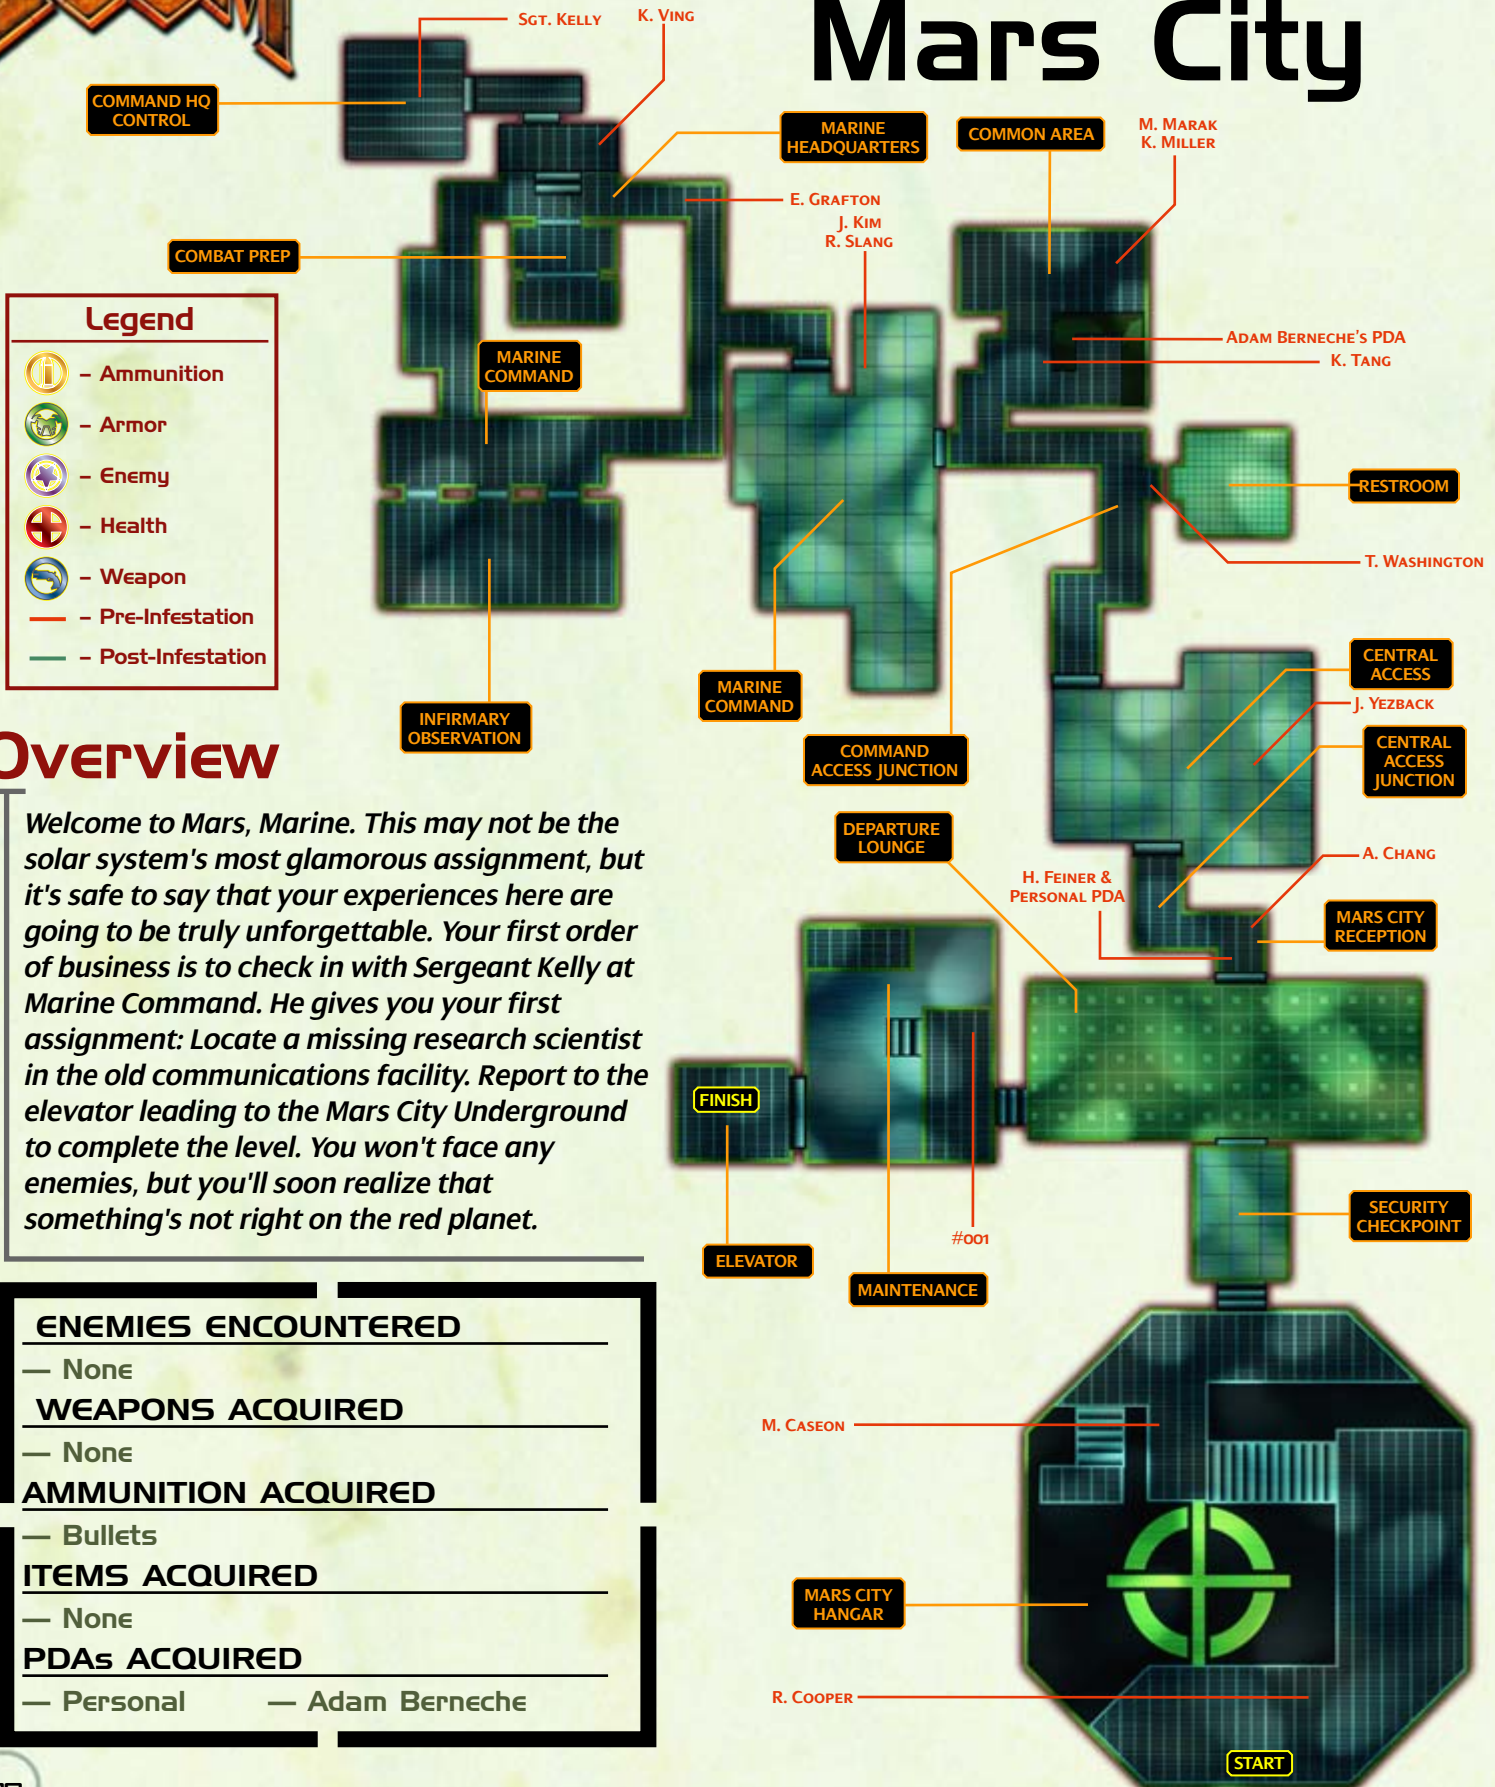 Mars City
SGT. KELLY
K. VING
COMMAND HQ
CONTROL
MARINE
HEADQUARTERS
COMMON AREA
M. MARAK
K. MILLER
E. GRAFTON
J. KIM
R. SLANG
COMBAT PREP
Legend
– Ammunition
– Armor
– Enemy
– Health
– Weapon
– Pre-Infestation
– Post-Infestation
MARINE
COMMAND
ADAM BERNECHE'S PDA
K. TANG
RESTROOM
T. WASHINGTON
INFIRMARY
OBSERVATION
MARINE
COMMAND
COMMAND
ACCESS JUNCTION
CENTRAL
ACCESS
J. YEZBACK
CENTRAL
ACCESS
JUNCTION
DEPARTURE
LOUNGE
H. FEINER &
PERSONAL PDA
A. CHANG
MARS CITY
RECEPTION
Overview
Welcome to Mars, Marine. This may not be the
solar system's most glamorous assignment, but
it's safe to say that your experiences here are
going to be truly unforgettable. Your first order
of business is to check in with Sergeant Kelly at
Marine Command. He gives you your first
assignment: Locate a missing research scientist
in the old communications facility. Report to the
elevator leading to the Mars City Underground
to complete the level. You won't face any
enemies, but you'll soon realize that
something's not right on the red planet.
FINISH
ELEVATOR
#001
MAINTENANCE
SECURITY
CHECKPOINT
ENEMIES ENCOUNTERED
— None
WEAPONS ACQUIRED
— None
AMMUNITION ACQUIRED
— Bullets
ITEMS ACQUIRED
— None
PDAs ACQUIRED
— Personal — Adam Berneche
M. CASEON
MARS CITY
HANGAR
R. COOPER
START